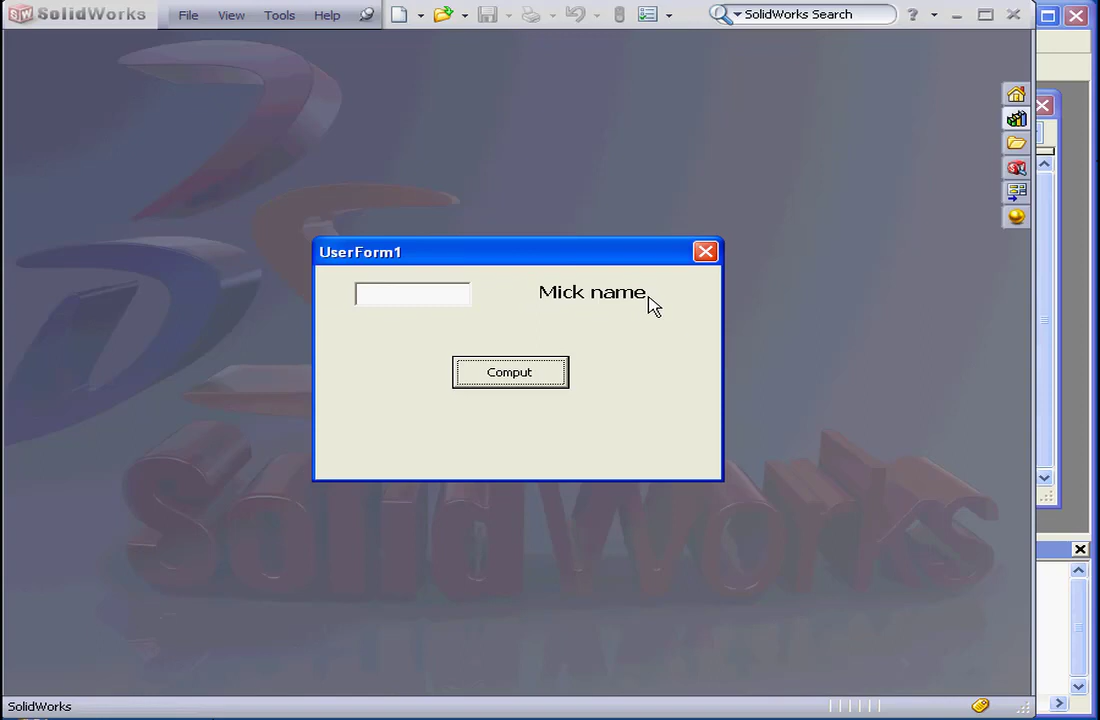 SolidWorks File View Tools Help SolidWorks Search
UserForm1
Mick name
Comput
SolidWorks
SolidWorks